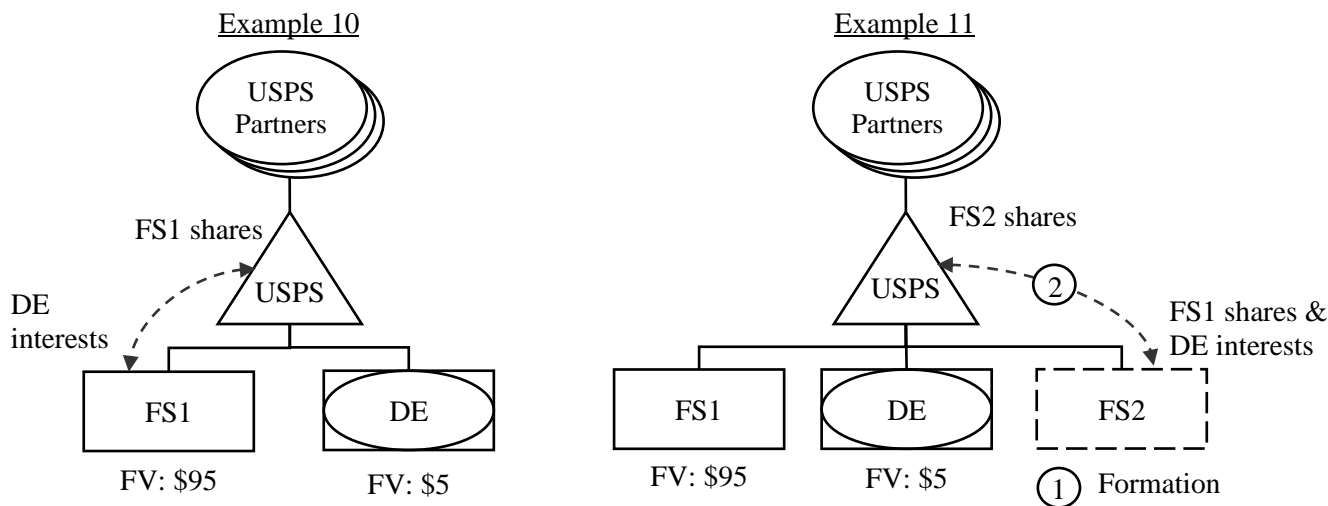 Example 10
USPS
Partners
FS1 shares
USPS
DE
interests
FS1
DE
FV: $95
FV: $5
Example 11
USPS
Partners
FS2 shares
USPS
2
FS1 shares &
DE interests
FS1
DE
FS2
FV: $95
FV: $5
1 Formation